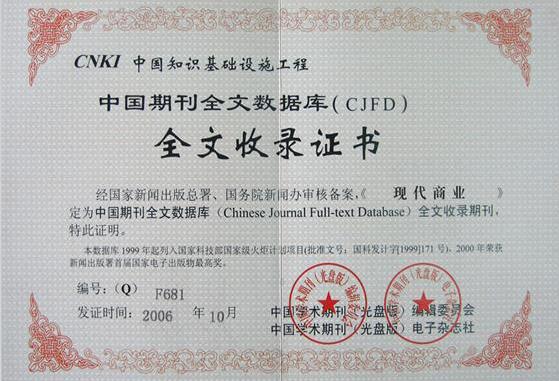 CNKI 中国知识基础设施工程
中国期刊全文数据库(CJFD)
全文收录证书
经国家新闻出版总署、国务院新闻办审核备案,《 现代商业 》
定为中国期刊全文数据库(Chinese Journal Full-text Database)全文收录期刊,
特此证明。
本数据库1999年起列入国家科技部国家级火炬计划项目(批准文号:国科发计字[1999]171号)、2000年荣获
新闻出版署首届国家电子出版物最高奖。
编号:(Q) F681
发证时间:2006 年 10月
中国学术期刊(光盘版)编辑委员会
中国学术期刊(光盘版)电子杂志社